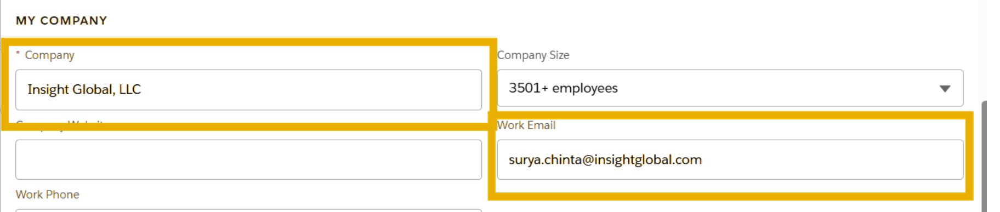 MY COMPANY
* Company
Company Size
Insight Global, LLC
3501+ employees
Work Email
surya.chinta@insightglobal.com
Work Phone